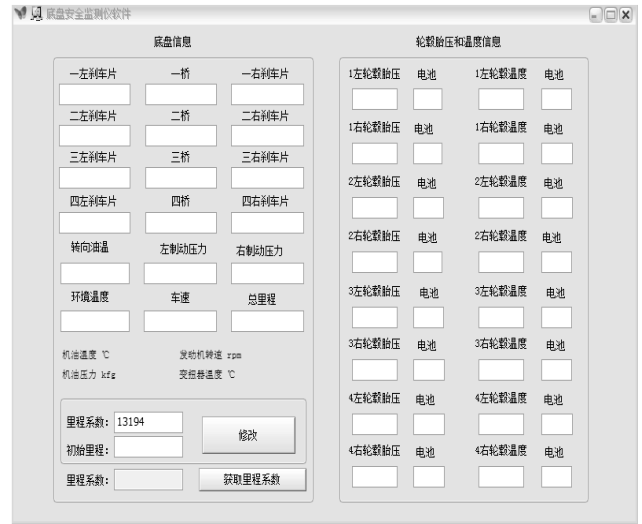 底盘安全监测仪软件
底盘信息
一左刹车片 一桥 一右刹车片
二左刹车片 二桥 二右刹车片
三左刹车片 三桥 三右刹车片
四左刹车片 四桥 四右刹车片
转向油温 左制动压力 右制动压力
环境温度 车速 总里程
机油温度 ℃ 发动机转速 rpm
机油压力 kfg 变扭器温度 ℃
里程系数: 13194
初始里程:
修改
里程系数:
获取里程系数
轮毂胎压和温度信息
1左轮毂胎压 电池 1左轮毂温度 电池
1右轮毂胎压 电池 1右轮毂温度 电池
2左轮毂胎压 电池 2左轮毂温度 电池
2右轮毂胎压 电池 2右轮毂温度 电池
3左轮毂胎压 电池 3左轮毂温度 电池
3右轮毂胎压 电池 3右轮毂温度 电池
4左轮毂胎压 电池 4左轮毂温度 电池
4右轮毂胎压 电池 4右轮毂温度 电池